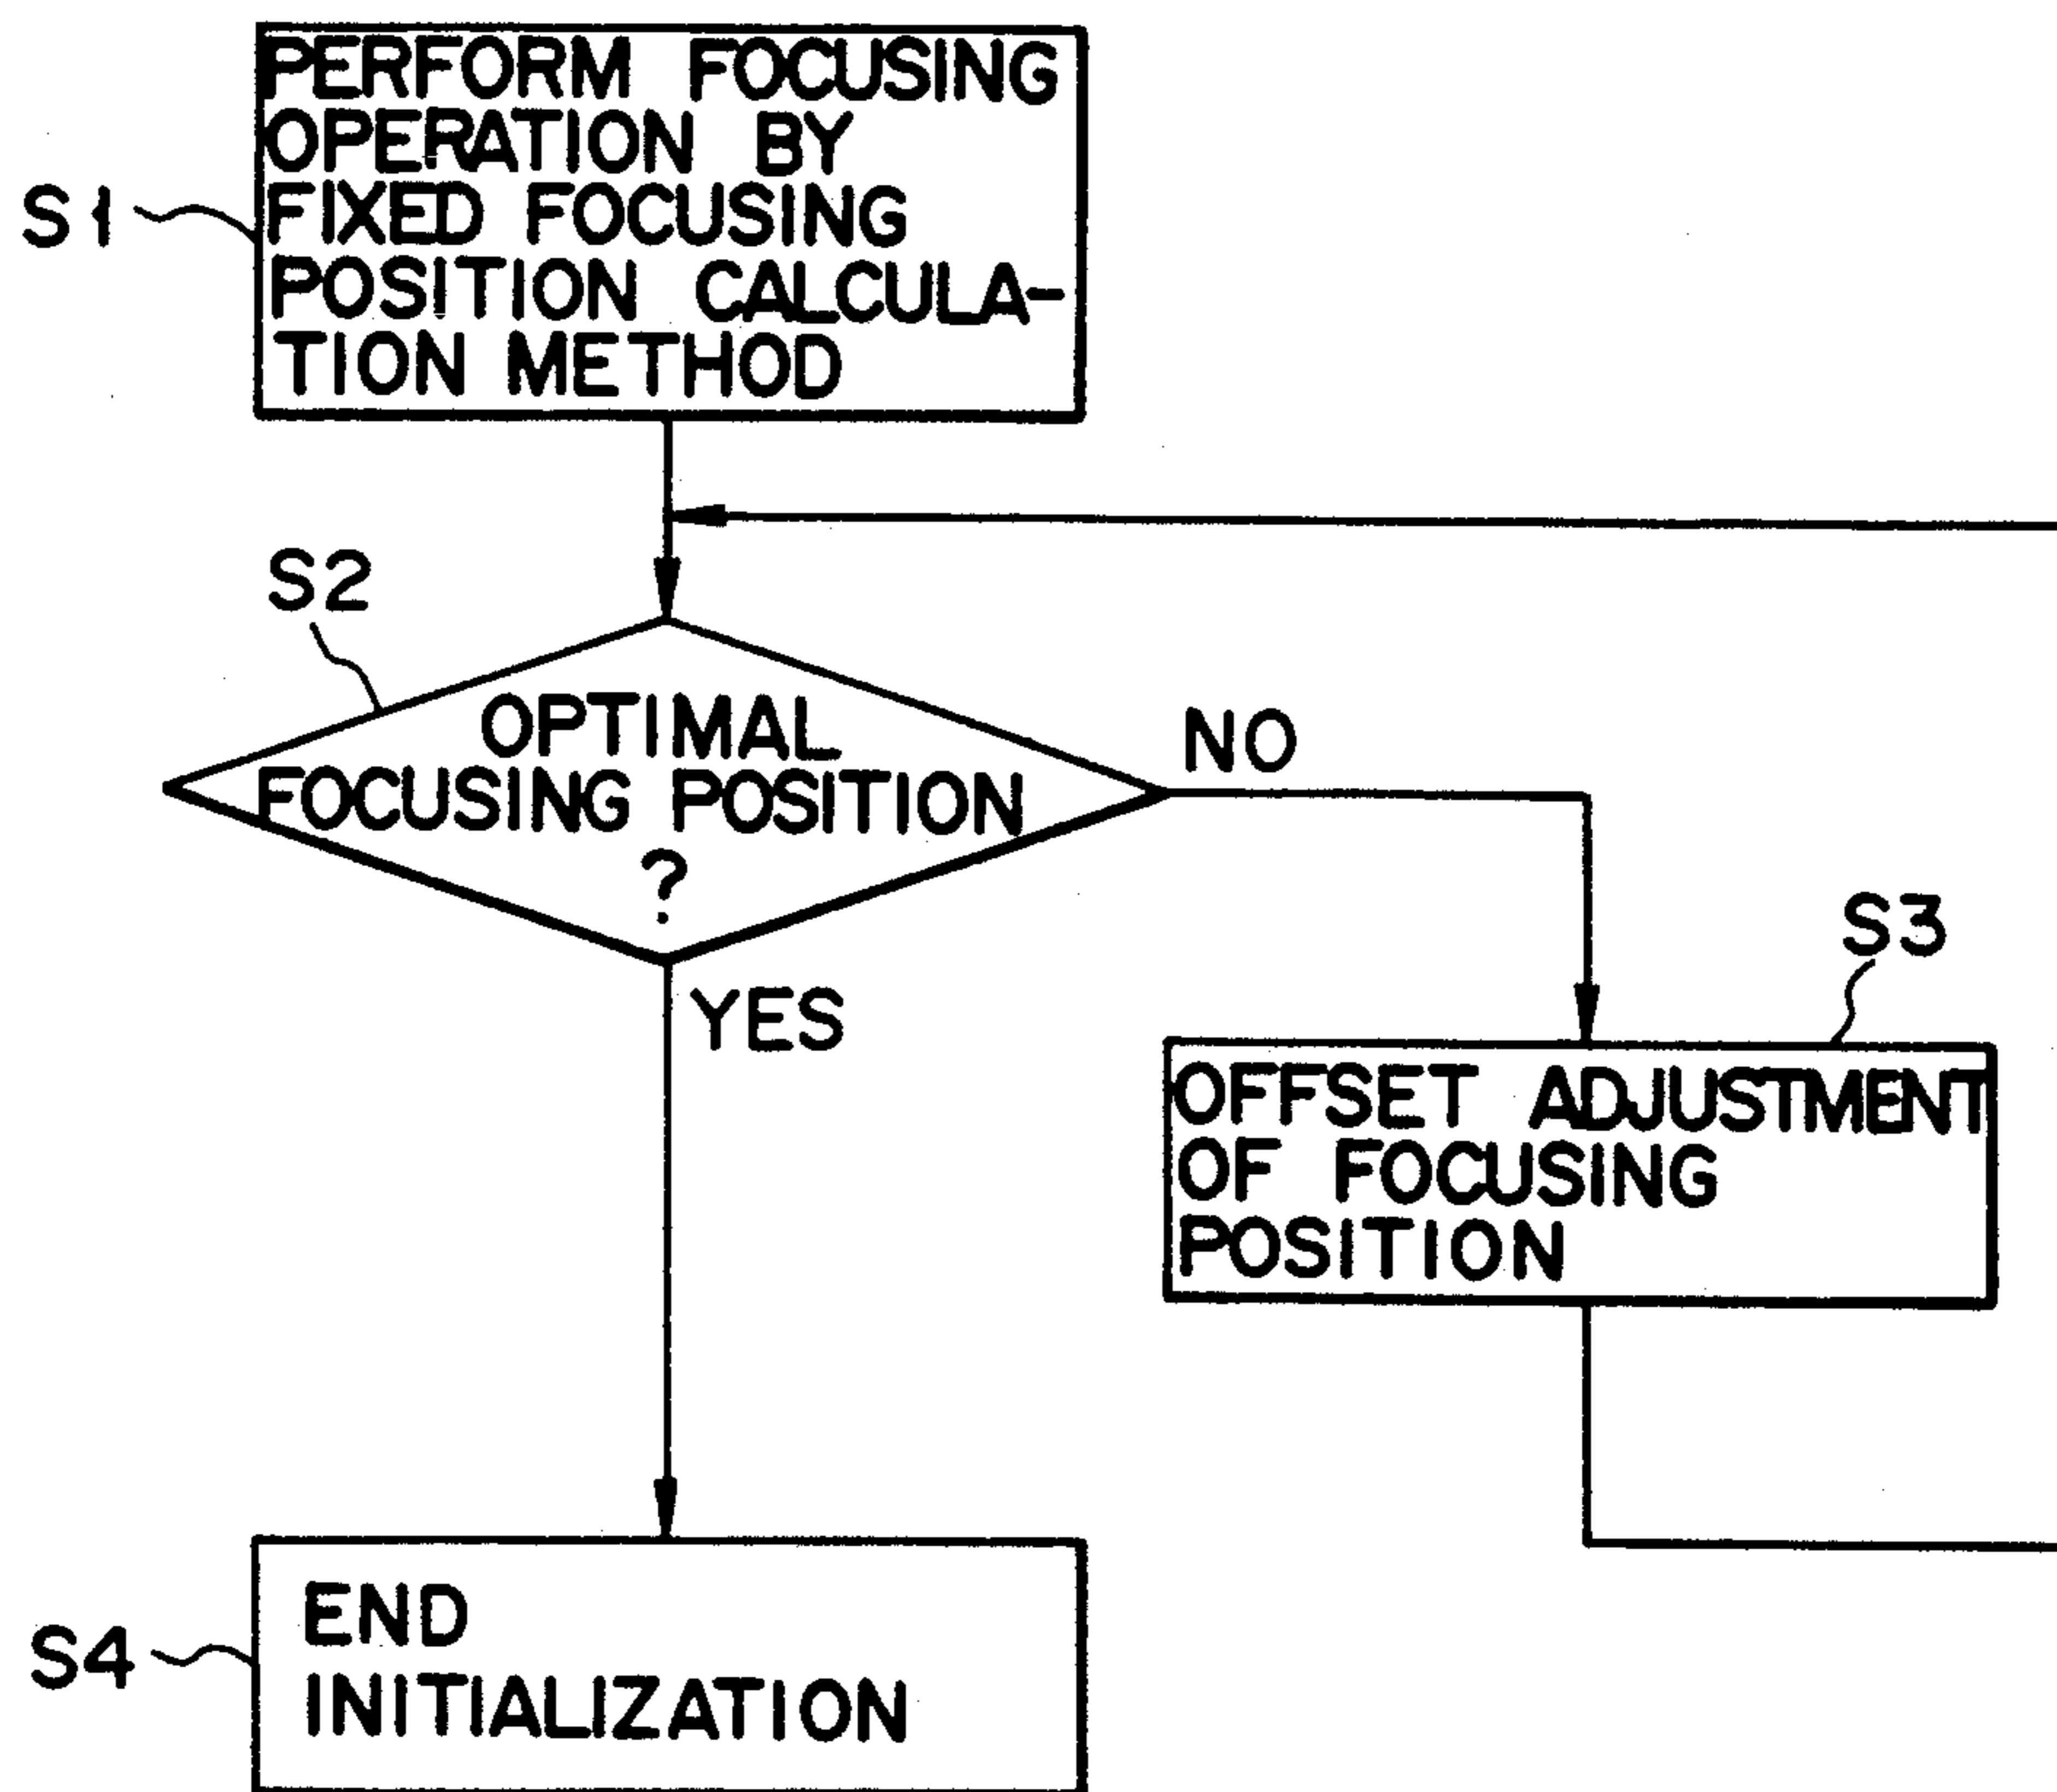 PERFORM FOCUSING
OPERATION BY
FIXED FOCUSING
POSITION CALCULA-
TION METHOD
S1
S2
OPTIMAL
FOCUSING POSITION
?
NO
YES
S3
OFFSET ADJUSTMENT
OF FOCUSING
POSITION
S4
END
INITIALIZATION